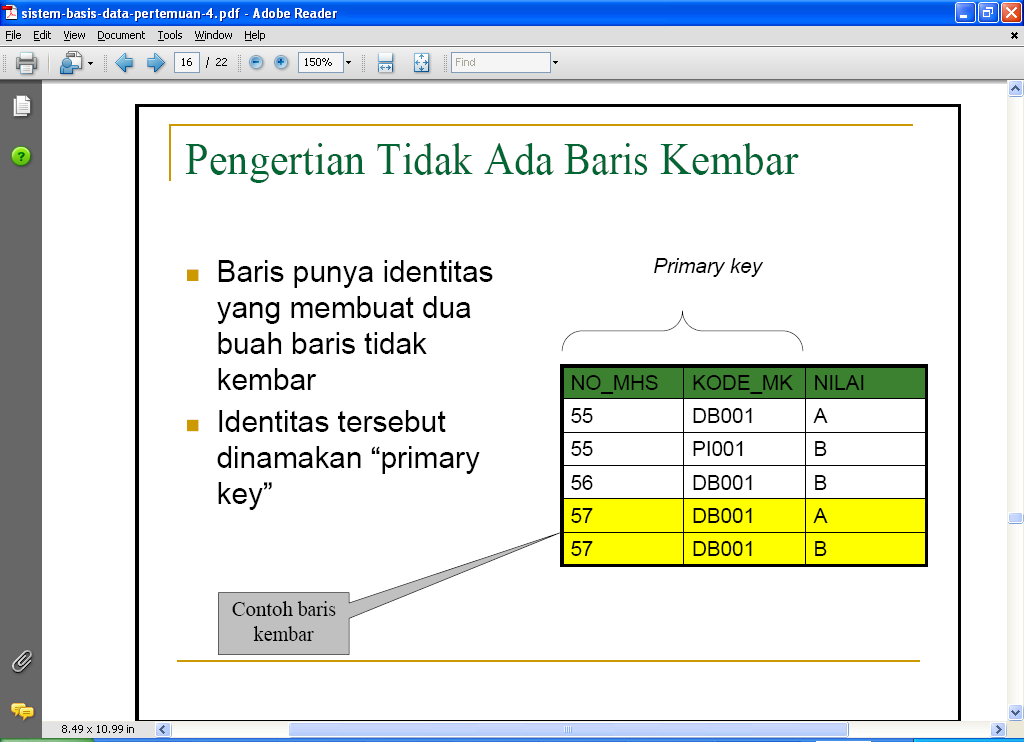 sistem-basis-data-pertemuan-4.pdf - Adobe Reader
File Edit View Document Tools Window Help
16 / 22 150% Find
Pengertian Tidak Ada Baris Kembar
Baris punya identitas
yang membuat dua
buah baris tidak
kembar
Identitas tersebut
dinamakan “primary
key”
Primary key
NO_MHS KODE_MK NILAI
55 DB001 A
55 PI001 B
56 DB001 B
57 DB001 A
57 DB001 B
Contoh baris
kembar
8.49 x 10.99 in